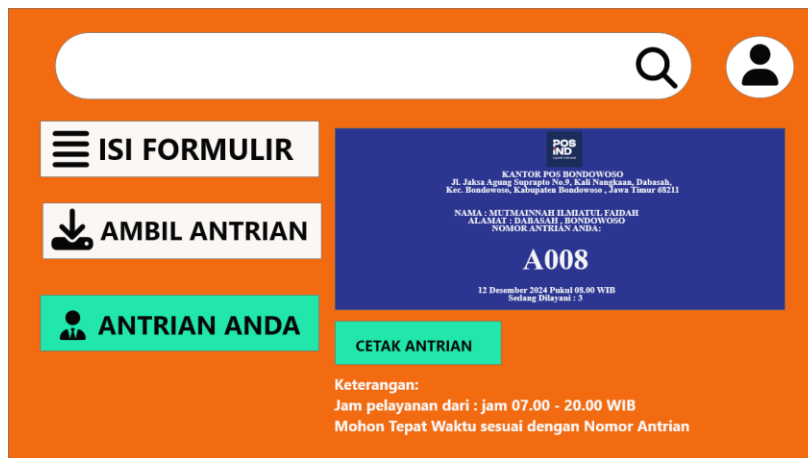 ISI FORMULIR
AMBIL ANTRIAN
ANTRIAN ANDA
POS
IND
KANTOR POS BONDOWOSO
Jl. Jaksa Agung Suprapto No.9, Kali Nangkaan, Dabasah,
Kec. Bondowoso, Kabupaten Bondowoso , Jawa Timur 68211
NAMA : MUTMAINNAH ILMIATUL FAIDAH
ALAMAT : DABASAH , BONDOWOSO
NOMOR ANTRIAN ANDA:
A008
12 Desember 2024 Pukul 08.00 WIB
Sedang Dilayani : 3
CETAK ANTRIAN
Keterangan:
Jam pelayanan dari : jam 07.00 - 20.00 WIB
Mohon Tepat Waktu sesuai dengan Nomor Antrian